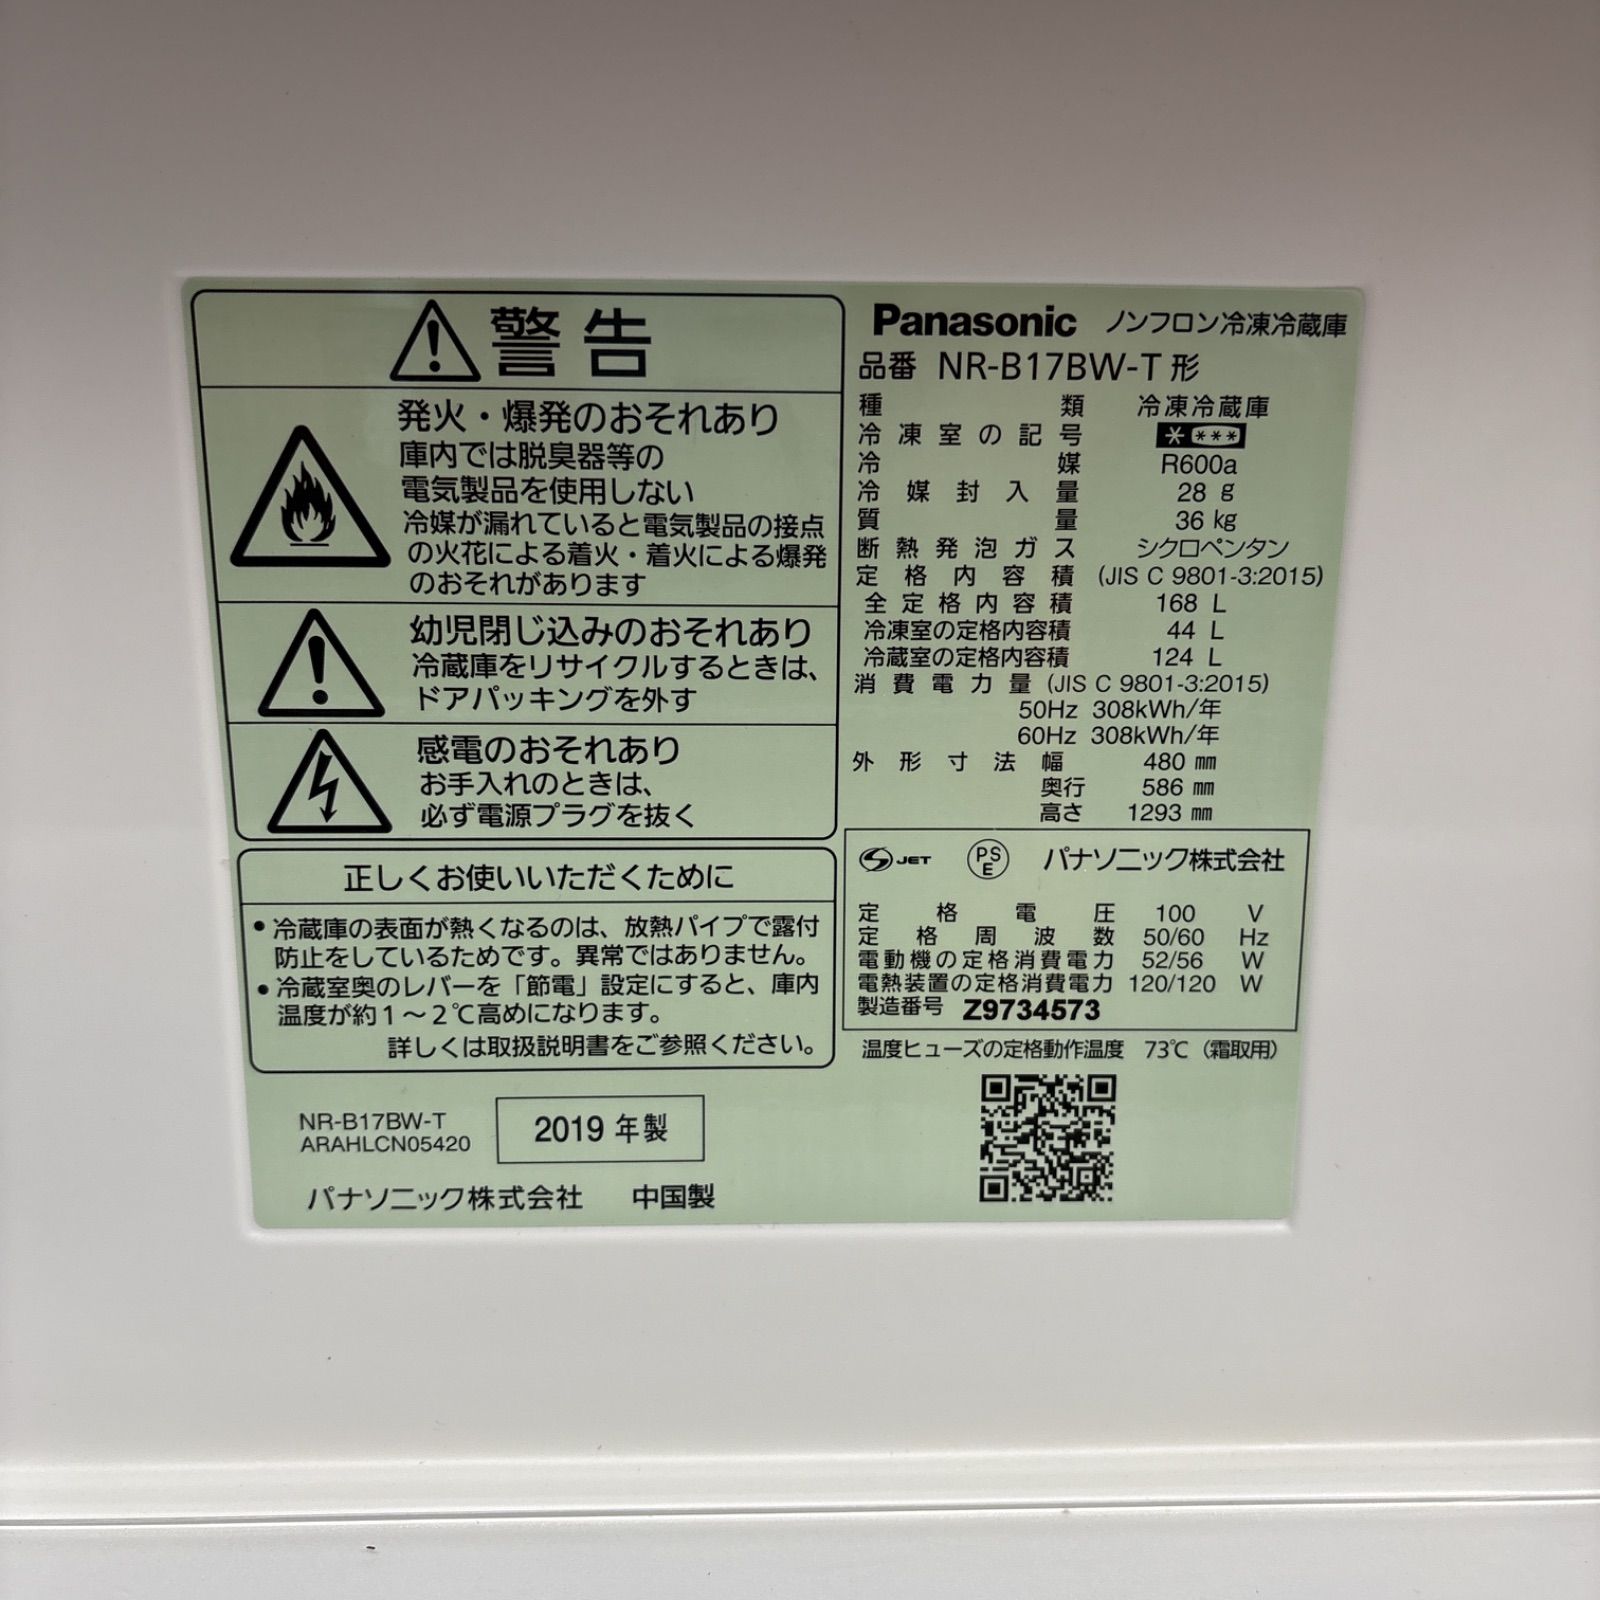 警告
発火・爆発のおそれあり
庫内では脱臭器等の
電気製品を使用しない
冷媒が漏れていると電気製品の接点
の火花による着火・着火による爆発
のおそれがあります
幼児閉じ込みのおそれあり
冷蔵庫をリサイクルするときは、
ドアパッキングを外す
感電のおそれあり
お手入れのときは、
必ず電源プラグを抜く
正しくお使いいただくために
• 冷蔵庫の表面が熱くなるのは、放熱パイプで露付
防止をしているためです。異常ではありません。
• 冷蔵室奥のレバーを「節電」設定にすると、庫内
温度が約1~2℃高めになります。
詳しくは取扱説明書をご参照ください。
NR-B17BW-T
ARAHLCN05420
2019 年製
パナソニック株式会社 中国製
Panasonic ノンフロン冷凍冷蔵庫
品番 NR-B17BW-T 形
種類 冷凍冷蔵庫
冷凍室の記号 * ***
冷媒 R600a
冷媒封入量 28 g
質量 36 kg
断熱発泡ガス シクロペンタン
定格内容積 (JIS C 9801-3:2015)
全定格内容積 168 L
冷凍室の定格内容積 44 L
冷蔵室の定格内容積 124 L
消費電力量 (JIS C 9801-3:2015)
50Hz 308kWh/年
60Hz 308kWh/年
外形寸法 幅 480 mm
奥行 586 mm
高さ 1293 mm
JET PSE パナソニック株式会社
定格電圧 100 V
定格周波数 50/60 Hz
電動機の定格消費電力 52/56 W
電熱装置の定格消費電力 120/120 W
製造番号 Z9734573
温度ヒューズの定格動作温度 73℃ (霜取用)